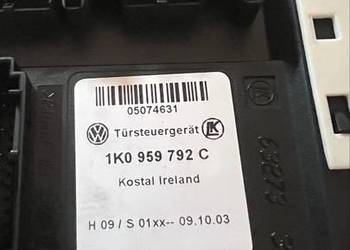 05074631
Türsteuergerät
1K0 959 792 C
Kostal Ireland
H 09 / S 01xx-- 09.10.03